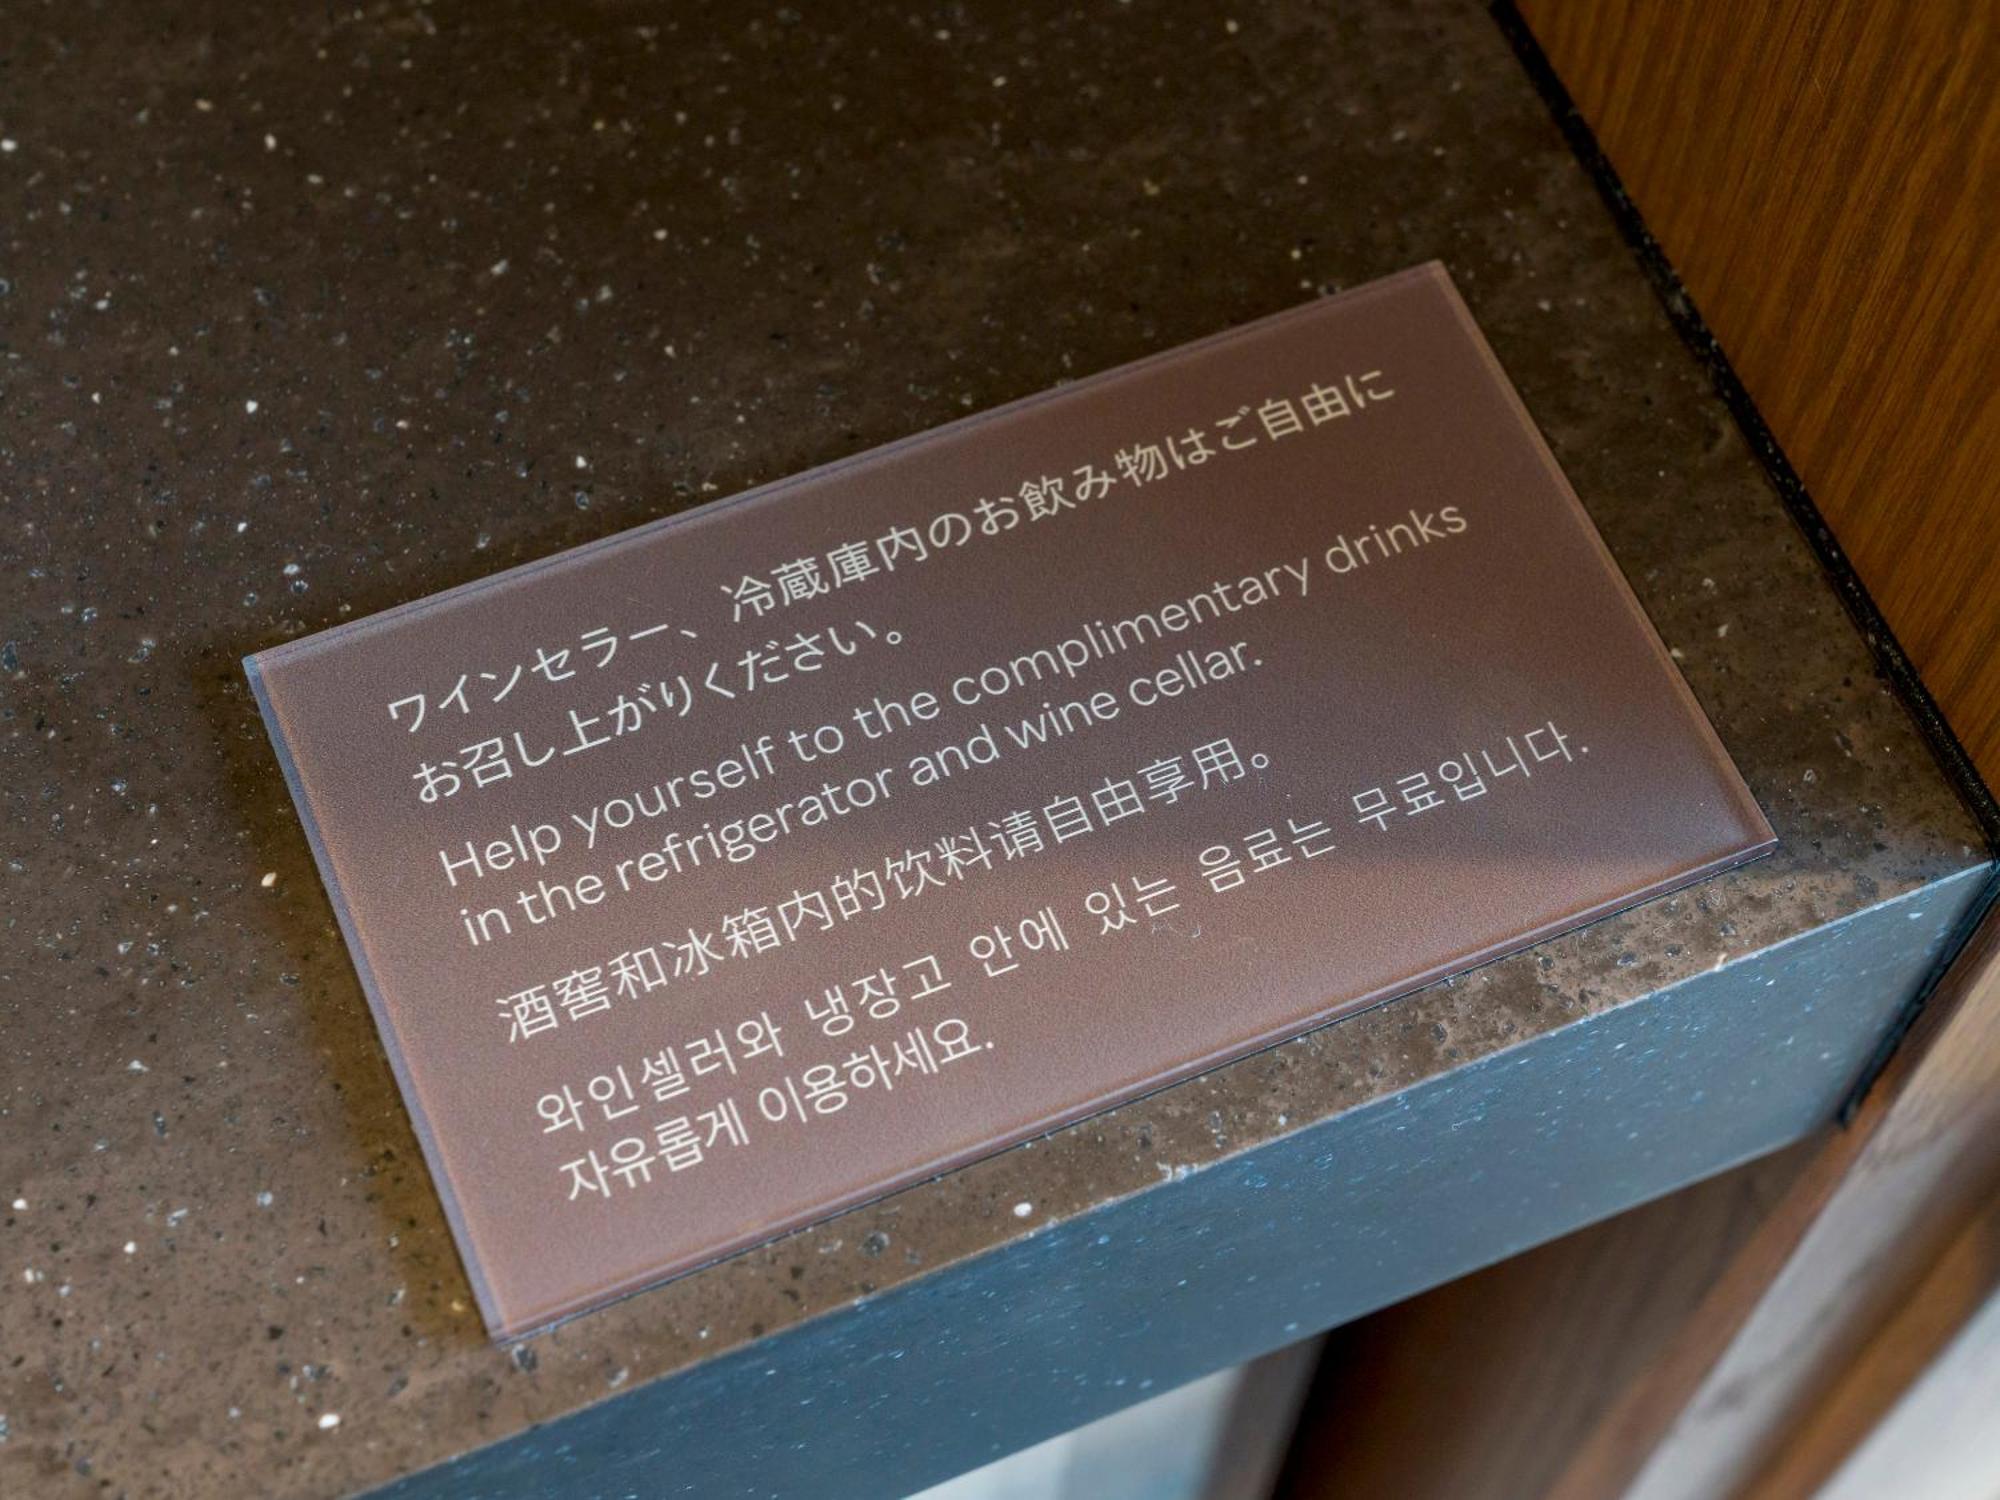 ワインセラー、冷蔵庫内のお飲み物はご自由に
お召し上がりください。
Help yourself to the complimentary drinks
in the refrigerator and wine cellar.
酒窖和冰箱内的饮料请自由享用。
와인셀러와 냉장고 안에 있는 음료는 무료입니다.
자유롭게 이용하세요.